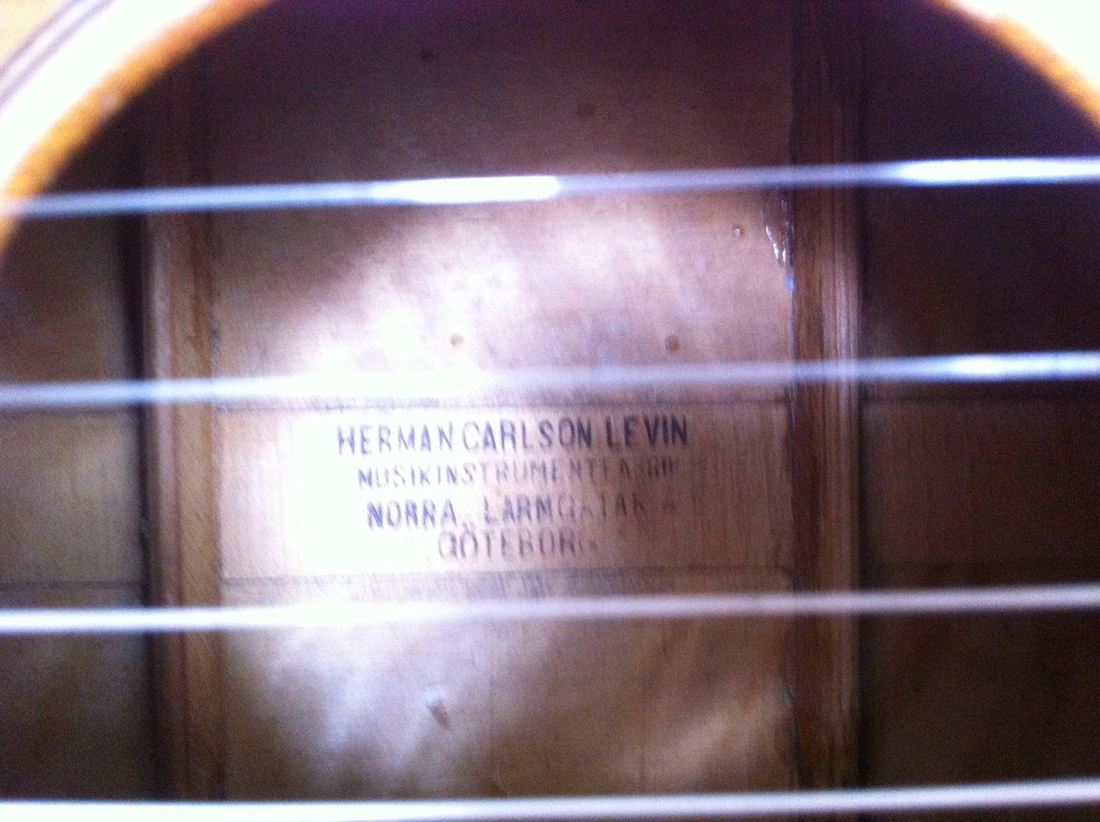 HERMAN CARLSON LEVIN
MUSIKINSTRUMENTFABRIK
NORRA LARMGATAN
GÖTEBORG